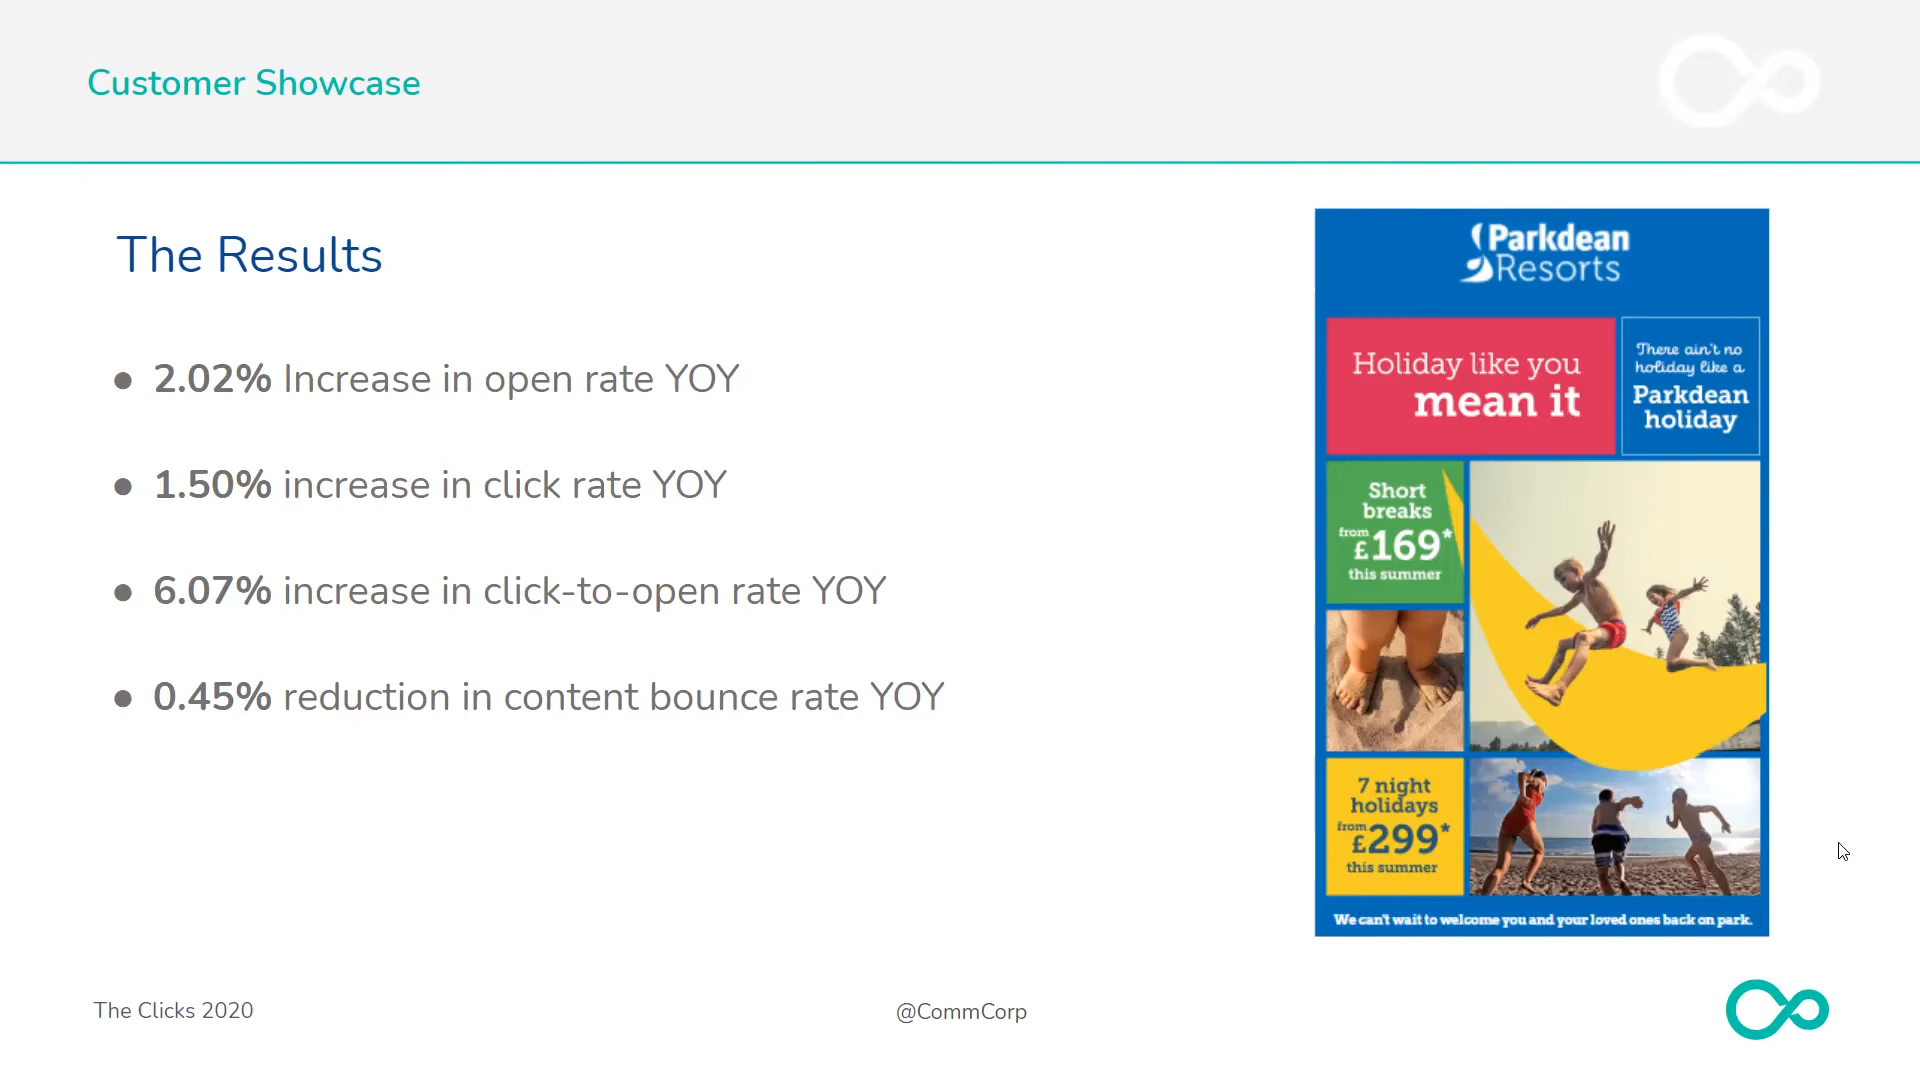 Customer Showcase
The Results
● 2.02% Increase in open rate YOY
● 1.50% increase in click rate YOY
● 6.07% increase in click-to-open rate YOY
● 0.45% reduction in content bounce rate YOY
Parkdean
Resorts
Holiday like you
mean it
There ain't no
holiday like a
Parkdean
holiday
Short
breaks
from
£169*
this summer
7 night
holidays
from
£299*
this summer
We can't wait to welcome you and your loved ones back on park.
The Clicks 2020
@CommCorp